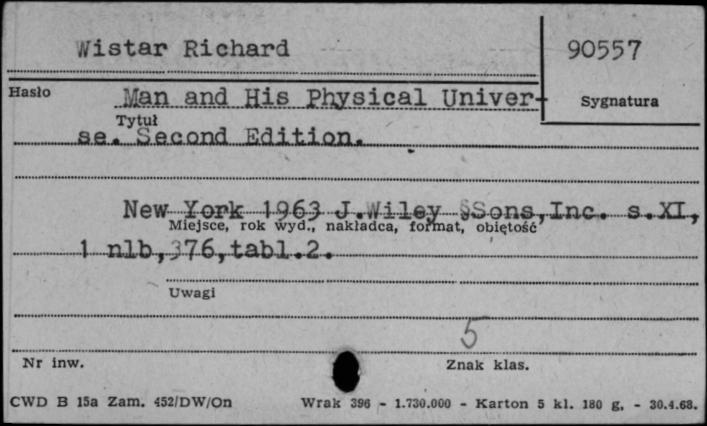 Wistar Richard
90557
Hasło
Man and His Physical Univer-
Sygnatura
Tytuł
se. Second Edition.
New York 1963 J.Wiley §Sons,Inc. s.XI,
Miejsce, rok wyd., nakładca, format, objętość
1 nlb,376,tabl.2.
Uwagi
5
Nr inw.
Znak klas.
CWD B 15a Zam. 452/DW/On
Wrak 396 - 1.730.000 - Karton 5 kl. 180 g. - 30.4.68.